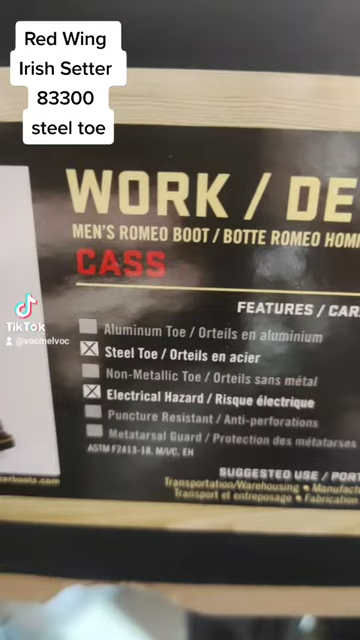 Red Wing
Irish Setter
83300
steel toe
WORK / DE
MEN'S ROMEO BOOT / BOTTE ROMEO HOM
CASS
FEATURES / CAR
Aluminum Toe / Orteils en aluminium
Steel Toe / Orteils en acier
Non-Metallic Toe / Orteils sans métal
Electrical Hazard / Risque électrique
Puncture Resistant / Anti-perforations
Metatarsal Guard / Protection des métatarses
ASTM F2413-18, M/I/C, EH
SUGGESTED USE / PORT
Transportation/Warehousing • Manufact
Transport et entreposage • Fabrication
TikTok
@vocmelvoc